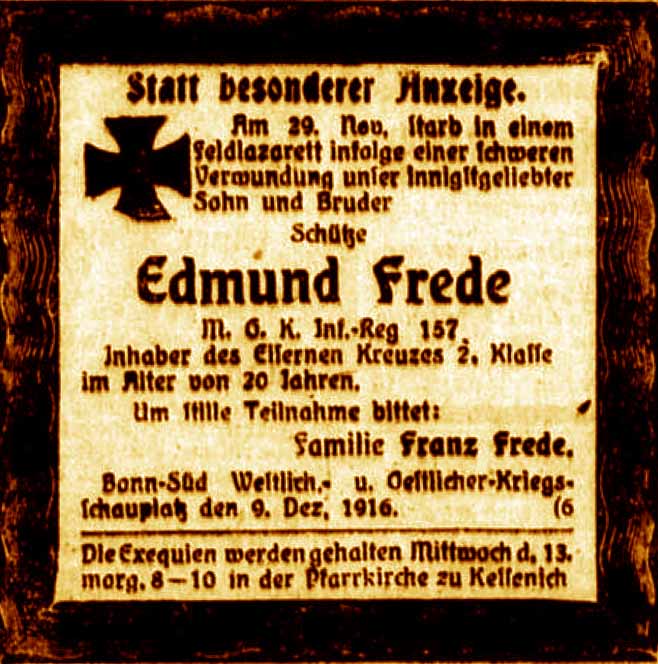 Statt besonderer Anzeige.
Am 29. Nov. starb in einem
Feldlazarett infolge einer schweren
Verwundung unser innigstgeliebter
Sohn und Bruder
Schütze
Edmund Frede
M. G. K. Inf.-Reg 157,
Inhaber des Eisernen Kreuzes 2. Klasse
im Alter von 20 Jahren.
Um stille Teilnahme bittet:
Familie Franz Frede.
Bonn-Süd Westlich.- u. Oestlicher-Kriegs-
schauplatz den 9. Dez. 1916. (6
Die Exequien werden gehalten Mittwoch d. 13.
morg. 8—10 in der Pfarrkirche zu Kessenich